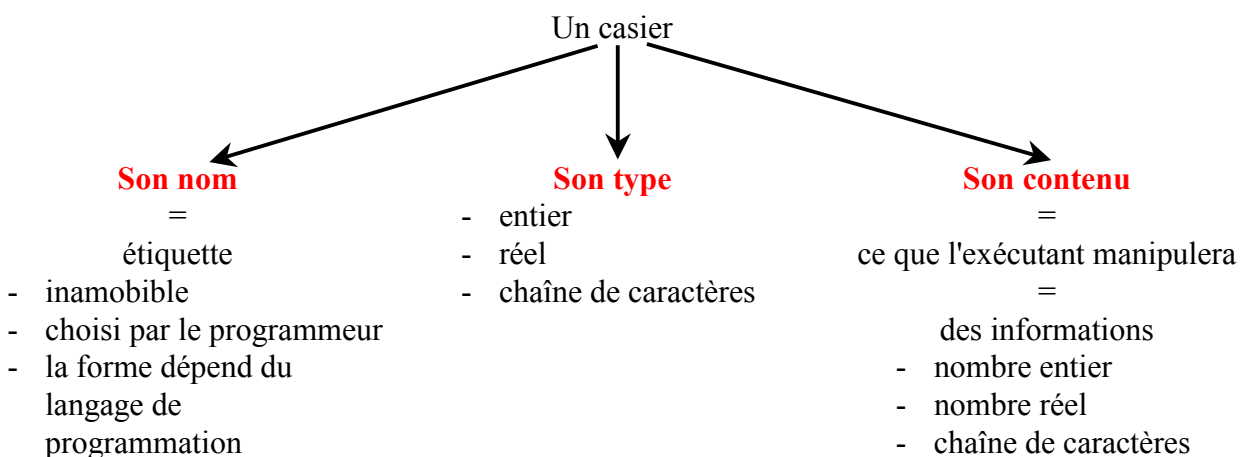 Un casier
Son nom
=
étiquette
- inamobible
- choisi par le programmeur
- la forme dépend du
langage de
programmation
Son type
- entier
- réel
- chaîne de caractères
Son contenu
=
ce que l'exécutant manipulera
=
des informations
- nombre entier
- nombre réel
- chaîne de caractères